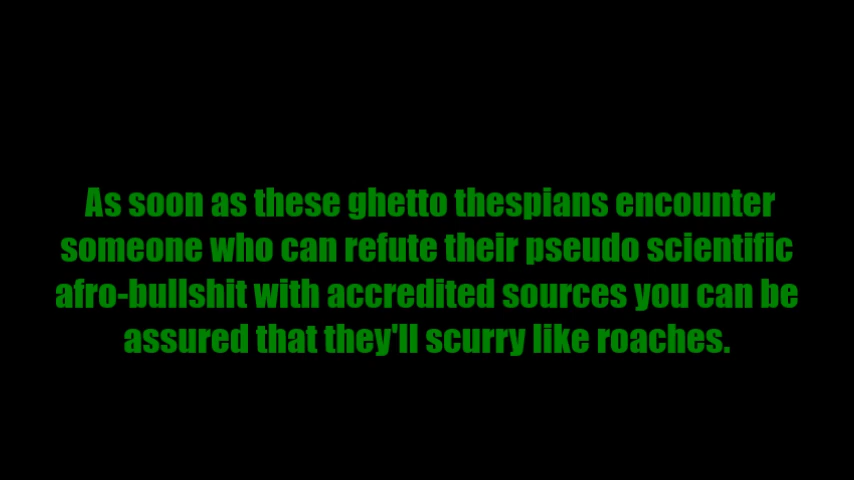 As soon as these ghetto thespians encounter
someone who can refute their pseudo scientific
afro-bullshit with accredited sources you can be
assured that they'll scurry like roaches.